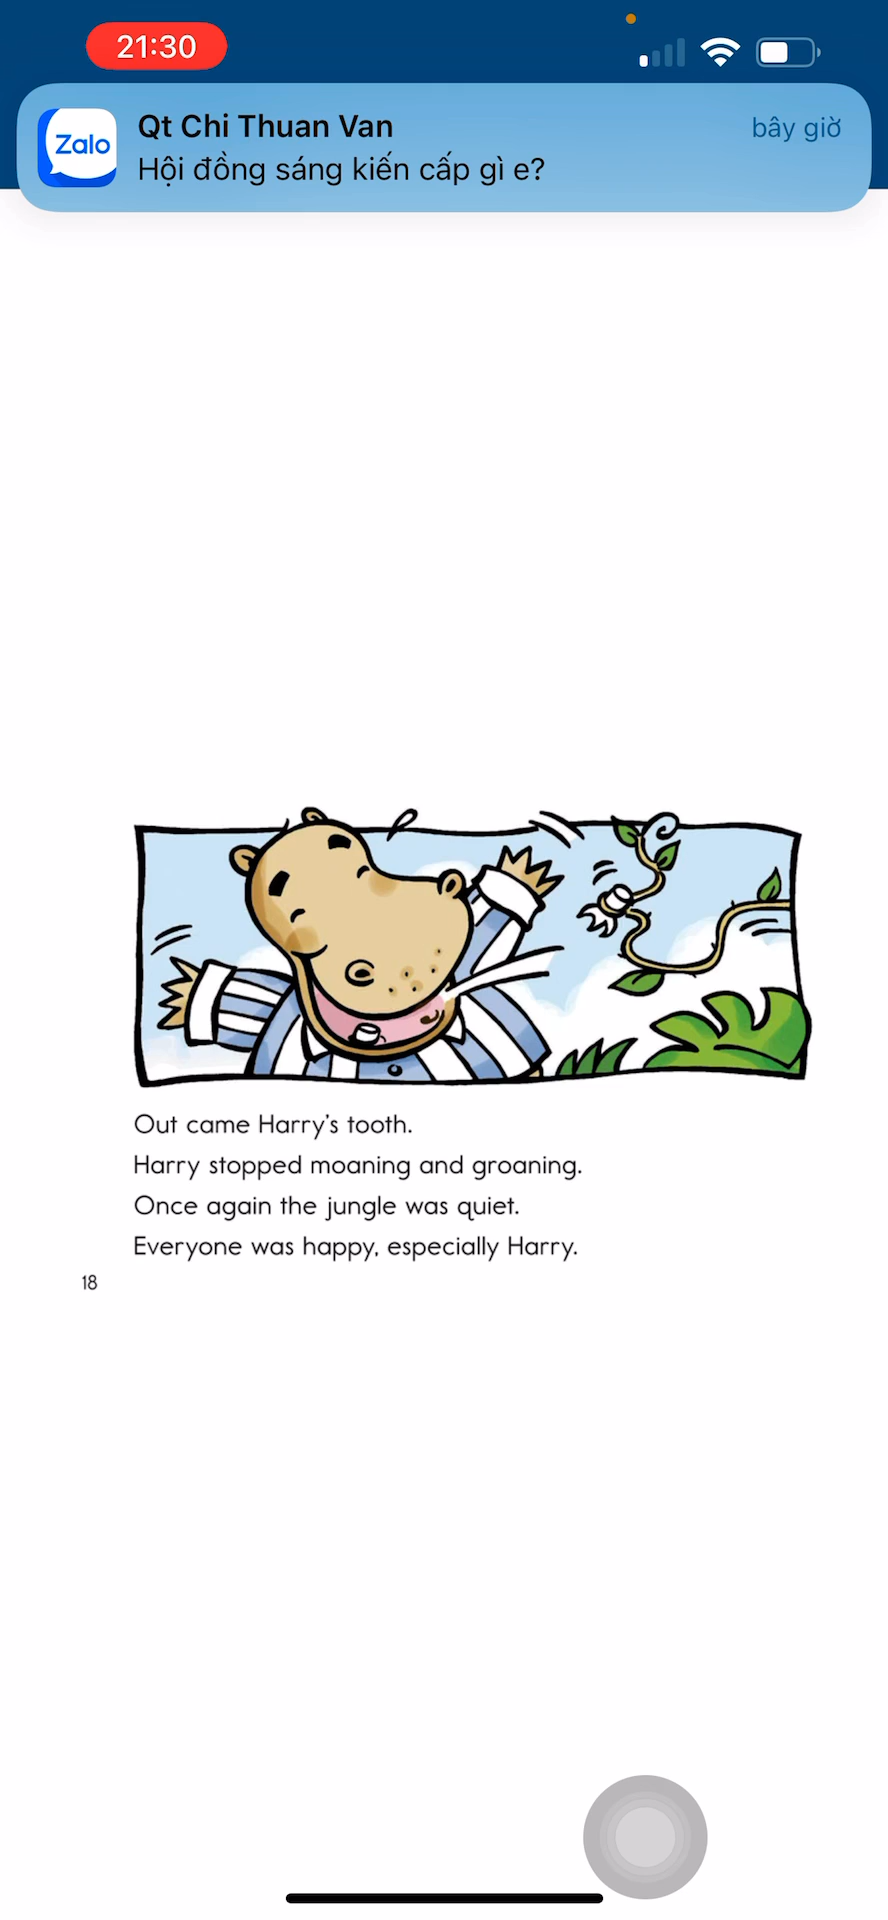 21:30
Zalo
Qt Chi Thuan Van
bây giờ
Hội đồng sáng kiến cấp gì e?
Out came Harry's tooth.
Harry stopped moaning and groaning.
Once again the jungle was quiet.
Everyone was happy, especially Harry.
18